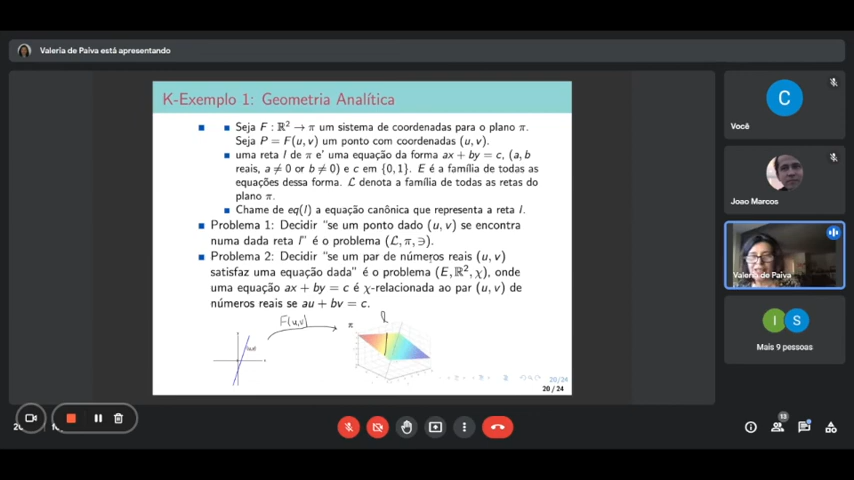 Valeria de Paiva está apresentando
K-Exemplo 1: Geometria Analítica
Seja F : ℝ² → π um sistema de coordenadas para o plano π.
Seja P = F(u, v) um ponto com coordenadas (u, v).
uma reta l de π e' uma equação da forma ax + by = c, (a, b
reais, a ≠ 0 or b ≠ 0) e c em {0, 1}. E é a família de todas as
equações dessa forma. ℒ denota a família de todas as retas do
plano π.
Chame de eq(l) a equação canônica que representa a reta l.
Problema 1: Decidir “se um ponto dado (u, v) se encontra
numa dada reta l” é o problema (ℒ, π, ∋).
Problema 2: Decidir “se um par de números reais (u, v)
satisfaz uma equação dada” é o problema (E, ℝ², χ), onde
uma equação ax + by = c é χ-relacionada ao par (u, v) de
números reais se au + bv = c.
F(u,v)
π
l
20/24
20 / 24
C
Você
Joao Marcos
Valeria de Paiva
I
S
Mais 9 pessoas
13